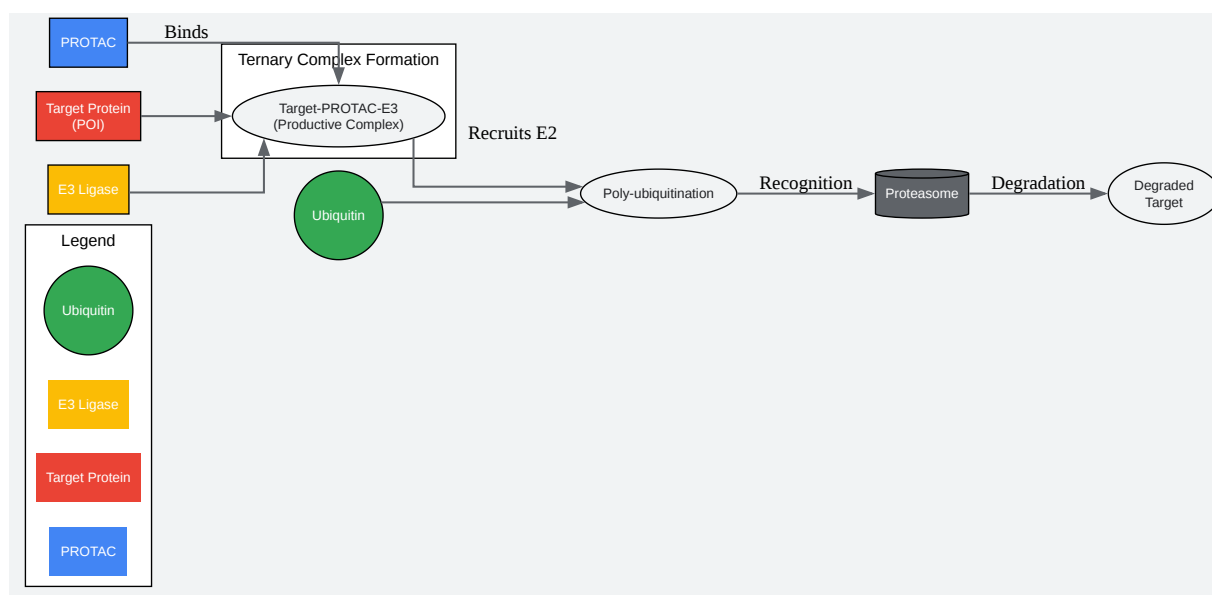 PROTAC
Binds
Ternary Complex Formation
Target Protein
(POI)
Target-PROTAC-E3
(Productive Complex)
Recruits E2
E3 Ligase
Ubiquitin
Poly-ubiquitination
Recognition
Proteasome
Degradation
Degraded
Target
Legend
Ubiquitin
E3 Ligase
Target Protein
PROTAC